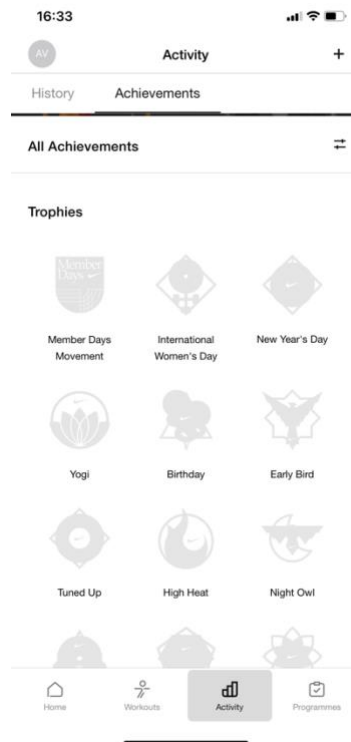 16:33
AV
Activity
+
History
Achievements
All Achievements
Trophies
Member
Days
Member Days
Movement
International
Women's Day
New Year's Day
Yogi
Birthday
Early Bird
Tuned Up
High Heat
Night Owl
Home
Workouts
Activity
Programmes